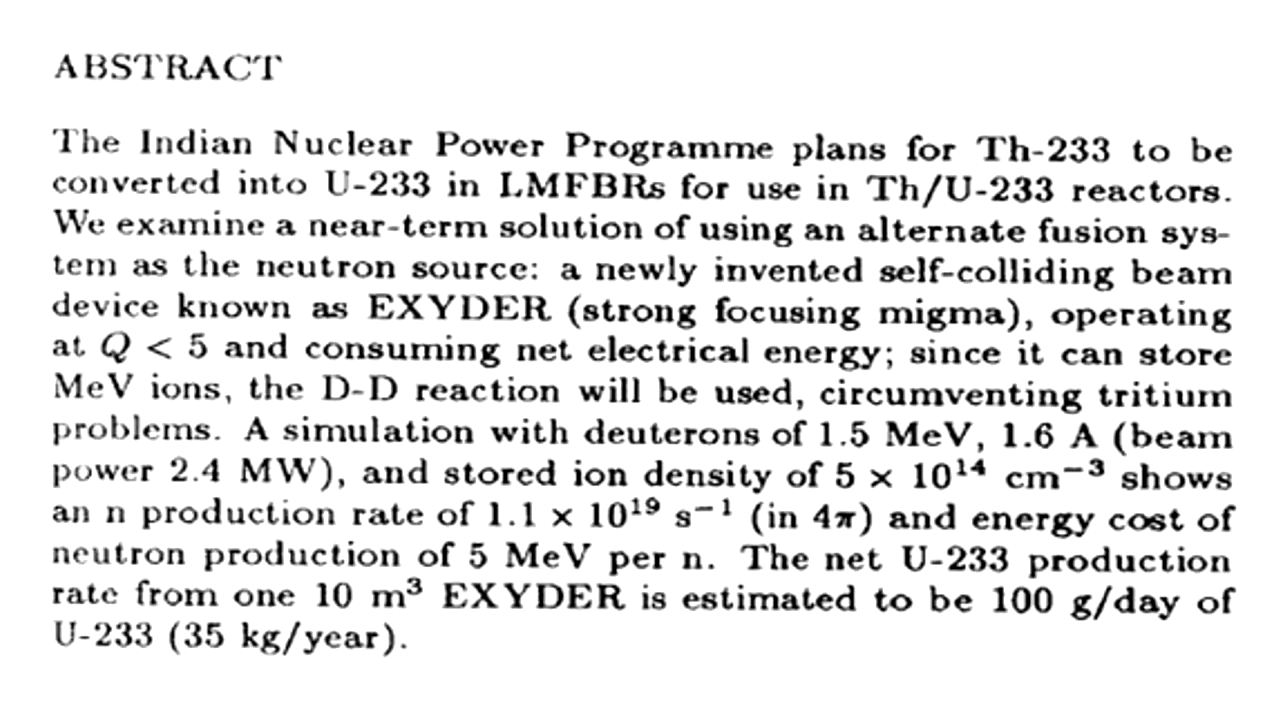 ABSTRACT
The Indian Nuclear Power Programme plans for Th-233 to be
converted into U-233 in LMFBRs for use in Th/U-233 reactors.
We examine a near-term solution of using an alternate fusion sys-
tem as the neutron source: a newly invented self-colliding beam
device known as EXYDER (strong focusing migma), operating
at Q < 5 and consuming net electrical energy; since it can store
MeV ions, the D-D reaction will be used, circumventing tritium
problems. A simulation with deuterons of 1.5 MeV, 1.6 A (beam
power 2.4 MW), and stored ion density of 5 × 10¹⁴ cm⁻³ shows
an n production rate of 1.1 × 10¹⁹ s⁻¹ (in 4π) and energy cost of
neutron production of 5 MeV per n. The net U-233 production
rate from one 10 m³ EXYDER is estimated to be 100 g/day of
U-233 (35 kg/year).